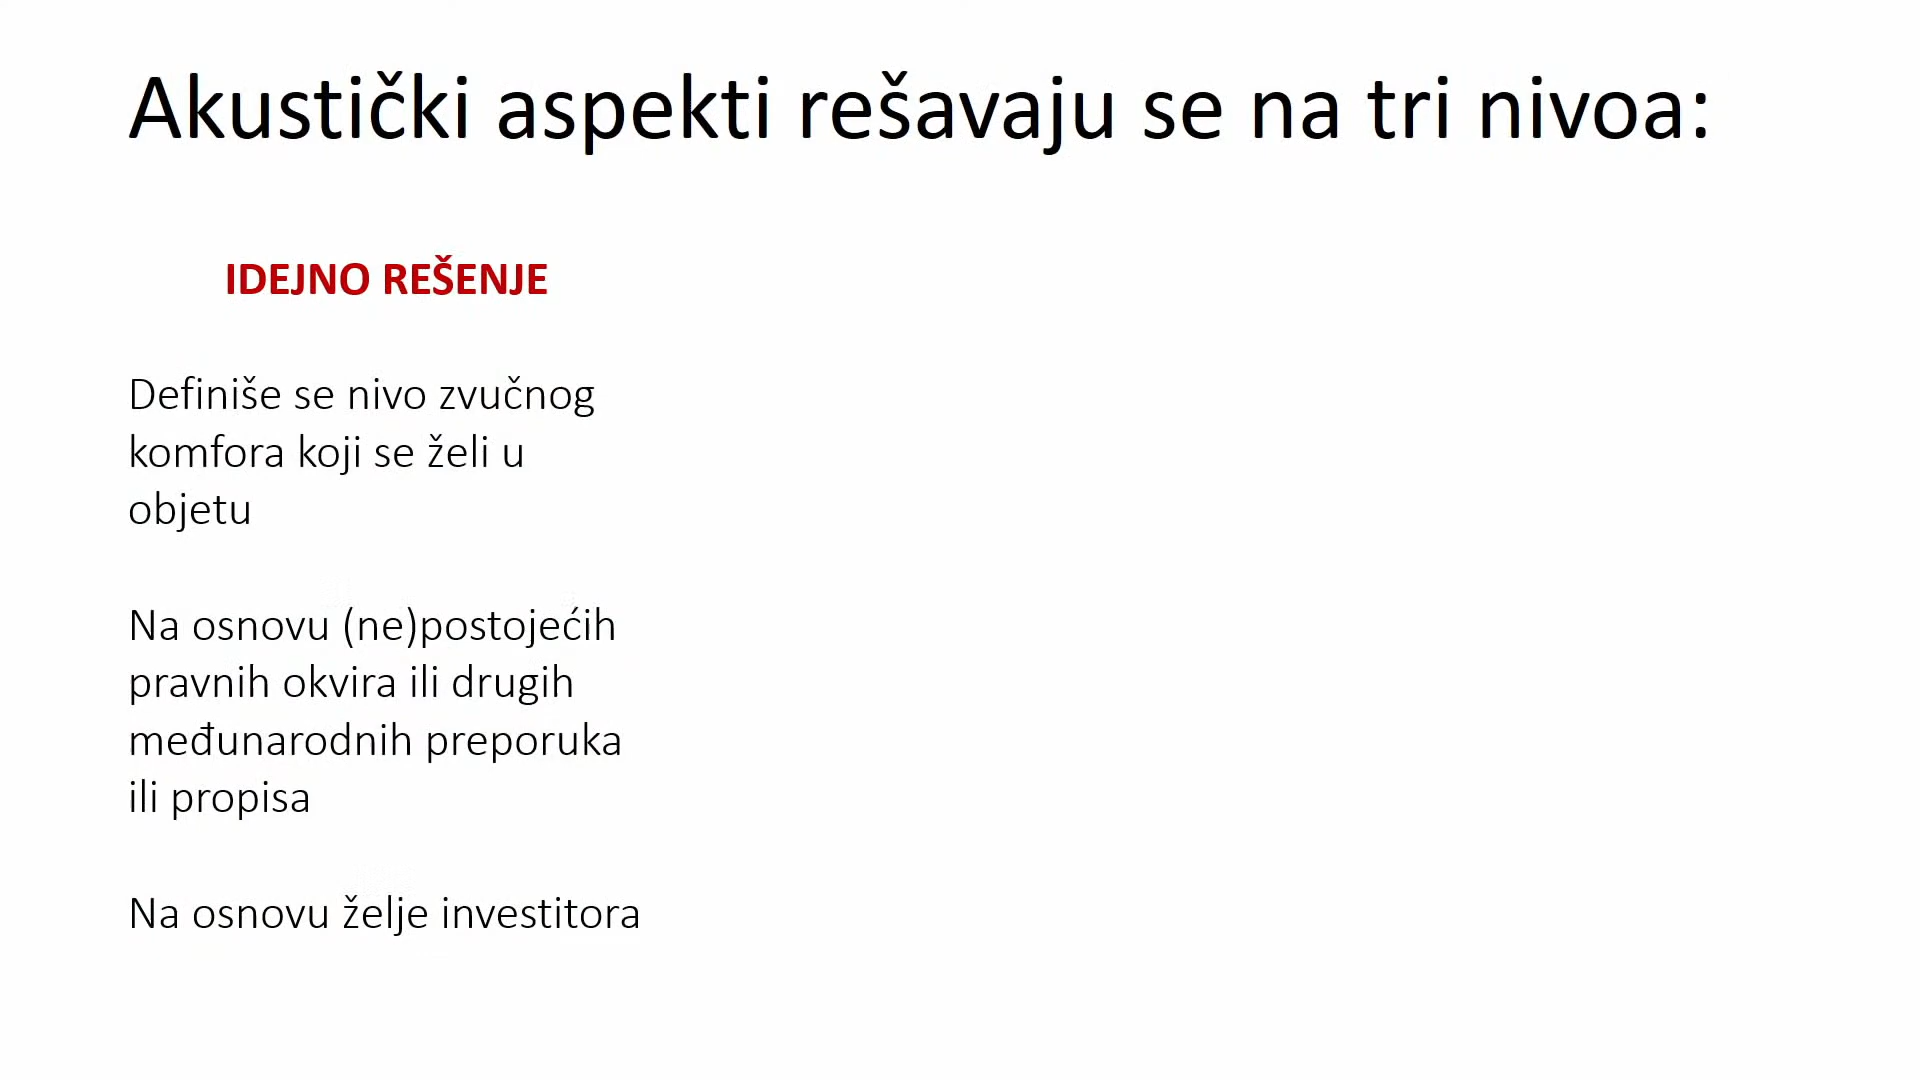 Akustički aspekti rešavaju se na tri nivoa:
IDEJNO REŠENJE
Definiše se nivo zvučnog
komfora koji se želi u
objetu
Na osnovu (ne)postojećih
pravnih okvira ili drugih
međunarodnih preporuka
ili propisa
Na osnovu želje investitora